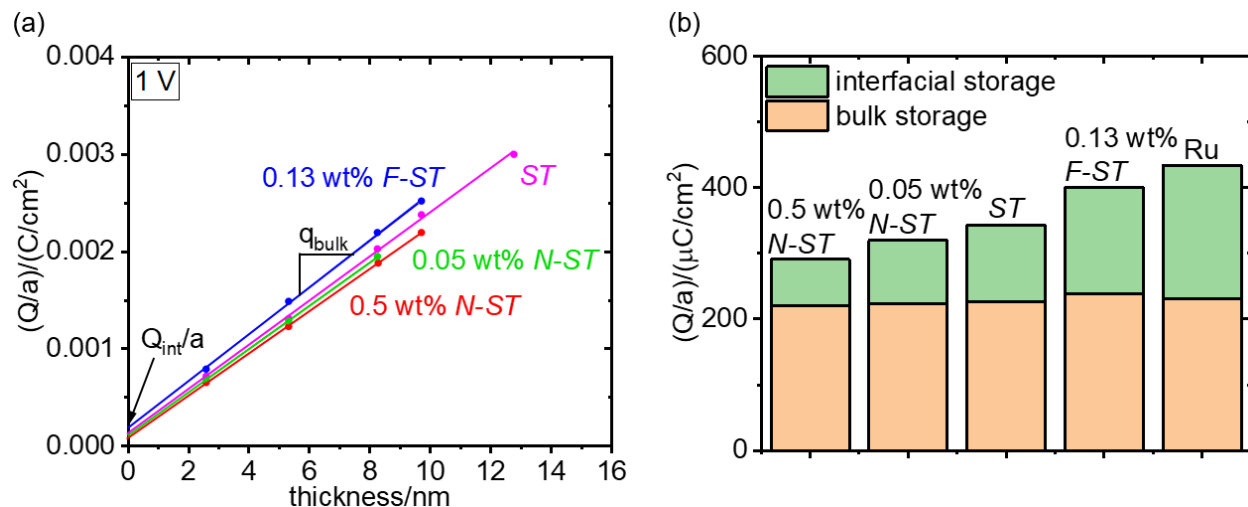 (a)
1 V
(Q/a)/(C/cm²)
0.004
0.003
0.002
0.001
0.000
0.13 wt% F-ST
ST
q_bulk
0.05 wt% N-ST
0.5 wt% N-ST
Q_int/a
0 2 4 6 8 10 12 14 16
thickness/nm
(b)
(Q/a)/(μC/cm²)
600
400
200
0
interfacial storage
bulk storage
0.5 wt%
N-ST
0.05 wt%
N-ST
ST
0.13 wt%
F-ST
Ru